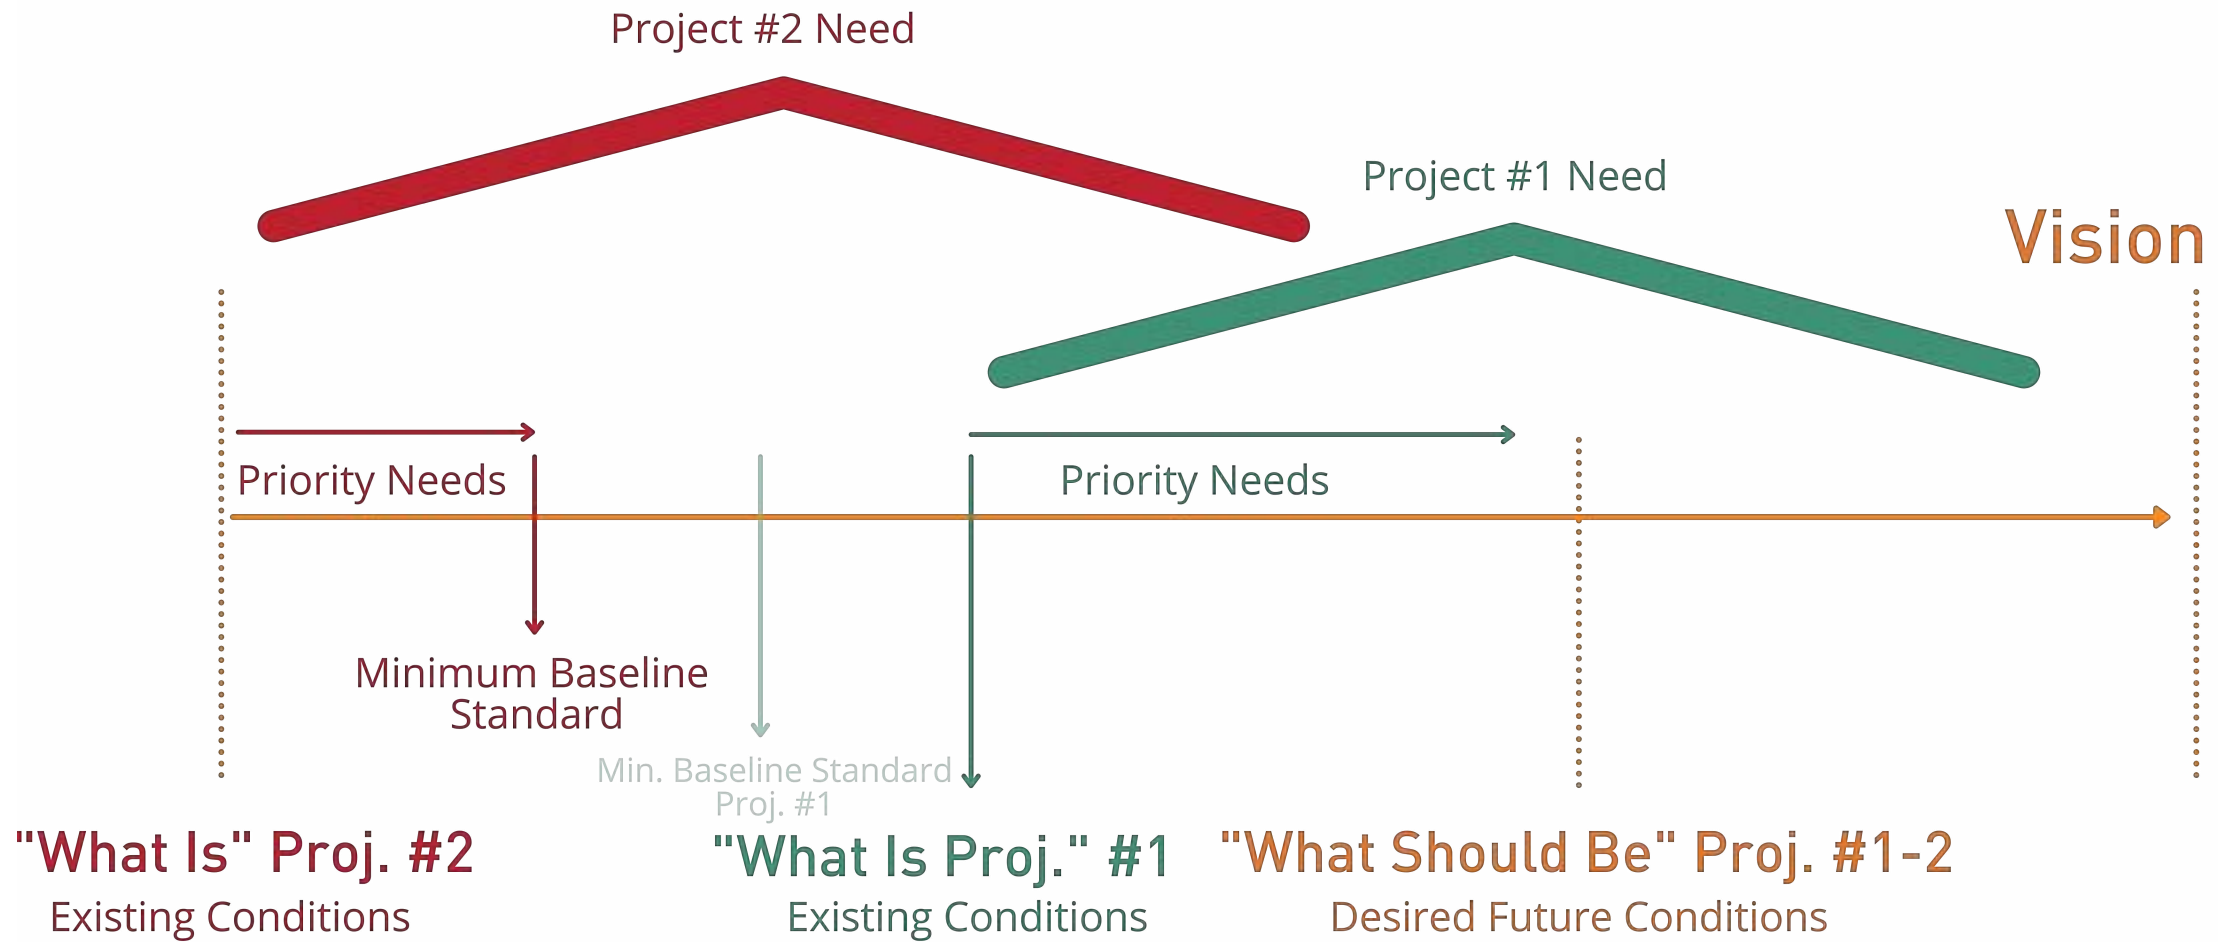 Project #2 Need
Project #1 Need
Vision
Priority Needs
Priority Needs
Minimum Baseline
Standard
Min. Baseline Standard
Proj. #1
"What Is" Proj. #2
Existing Conditions
"What Is Proj." #1
Existing Conditions
"What Should Be" Proj. #1-2
Desired Future Conditions